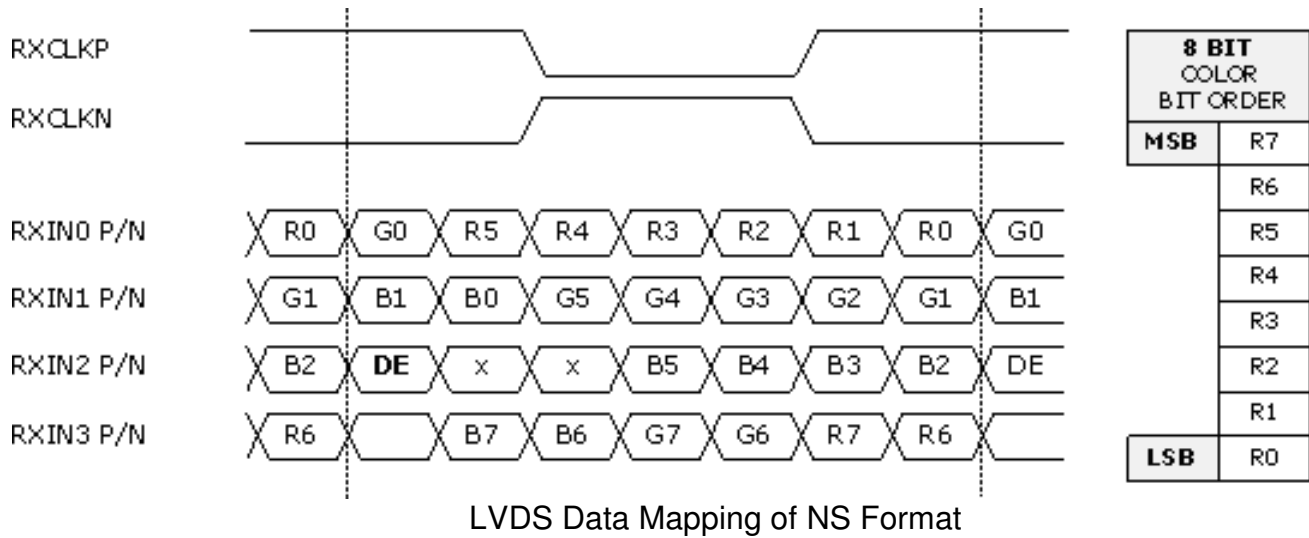 RXCLKP
RXCLKN
RXIN0 P/N R0 G0 R5 R4 R3 R2 R1 R0 G0
RXIN1 P/N G1 B1 B0 G5 G4 G3 G2 G1 B1
RXIN2 P/N B2 DE x x B5 B4 B3 B2 DE
RXIN3 P/N R6 B7 B6 G7 G6 R7 R6
8 BIT
COLOR
BIT ORDER
MSB R7
R6
R5
R4
R3
R2
R1
LSB R0
LVDS Data Mapping of NS Format